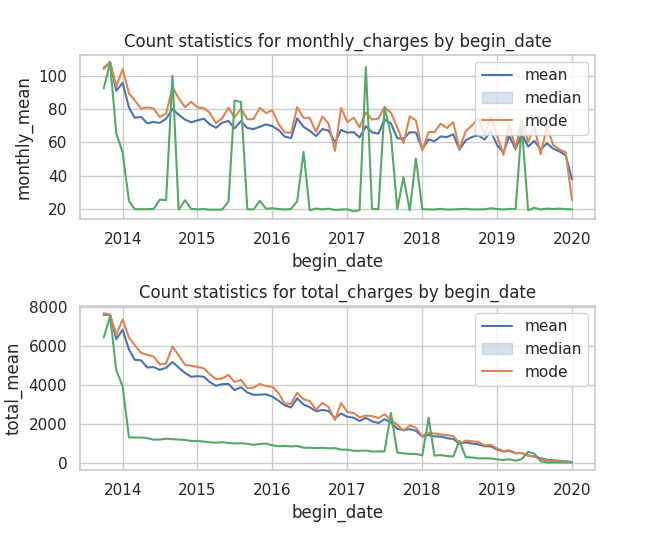 Count statistics for monthly_charges by begin_date
monthly_mean
100
80
60
40
20
mean
median
mode
2014 2015 2016 2017 2018 2019 2020
begin_date
Count statistics for total_charges by begin_date
total_mean
8000
6000
4000
2000
0
mean
median
mode
2014 2015 2016 2017 2018 2019 2020
begin_date